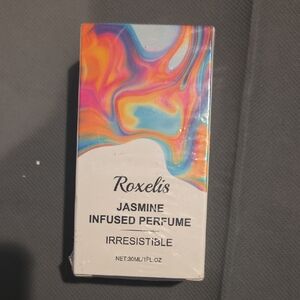 Roxelis
JASMINE
INFUSED PERFUME
IRRESISTIBLE
NET:30ML/1FL.OZ